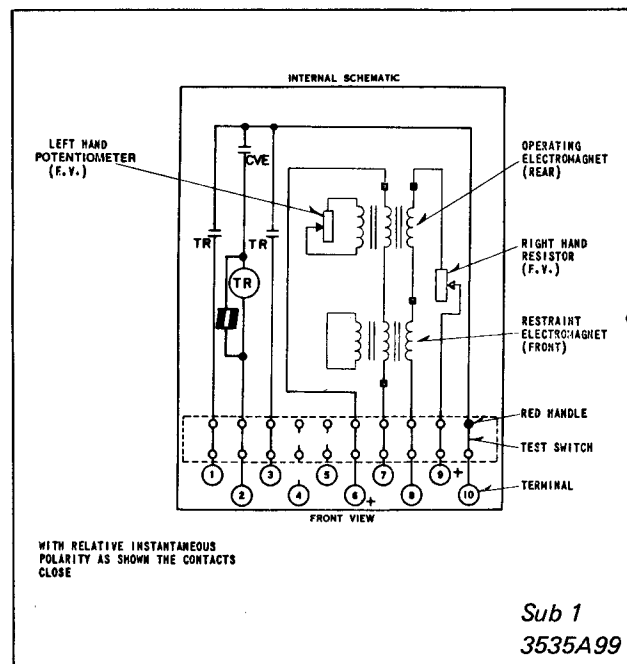 INTERNAL SCHEMATIC
LEFT HAND
POTENTIOMETER
(F.V.)
CVE
OPERATING
ELECTROMAGNET
(REAR)
TR
TR
RIGHT HAND
RESISTOR
(F.V.)
TR
RESTRAINT
ELECTROMAGNET
(FRONT)
RED HANDLE
TEST SWITCH
1
3
5
7
9
+
2
4
6
+
8
10
TERMINAL
FRONT VIEW
WITH RELATIVE INSTANTANEOUS
POLARITY AS SHOWN THE CONTACTS
CLOSE
Sub 1
3535A99